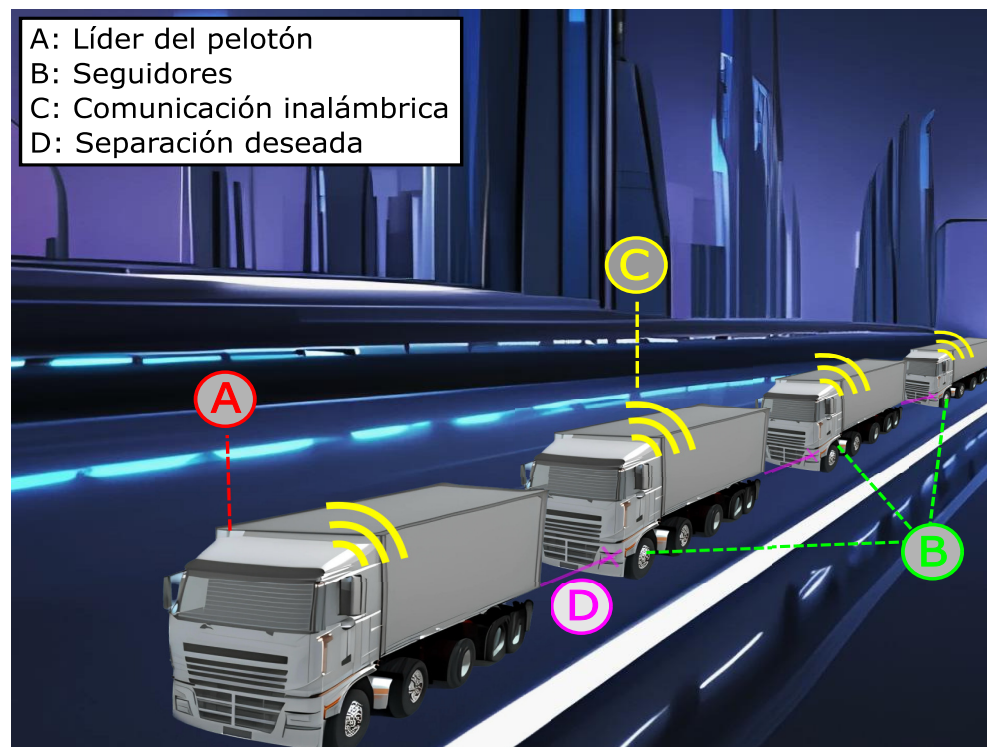 A: Líder del pelotón
B: Seguidores
C: Comunicación inalámbrica
D: Separación deseada
C
A
B
D